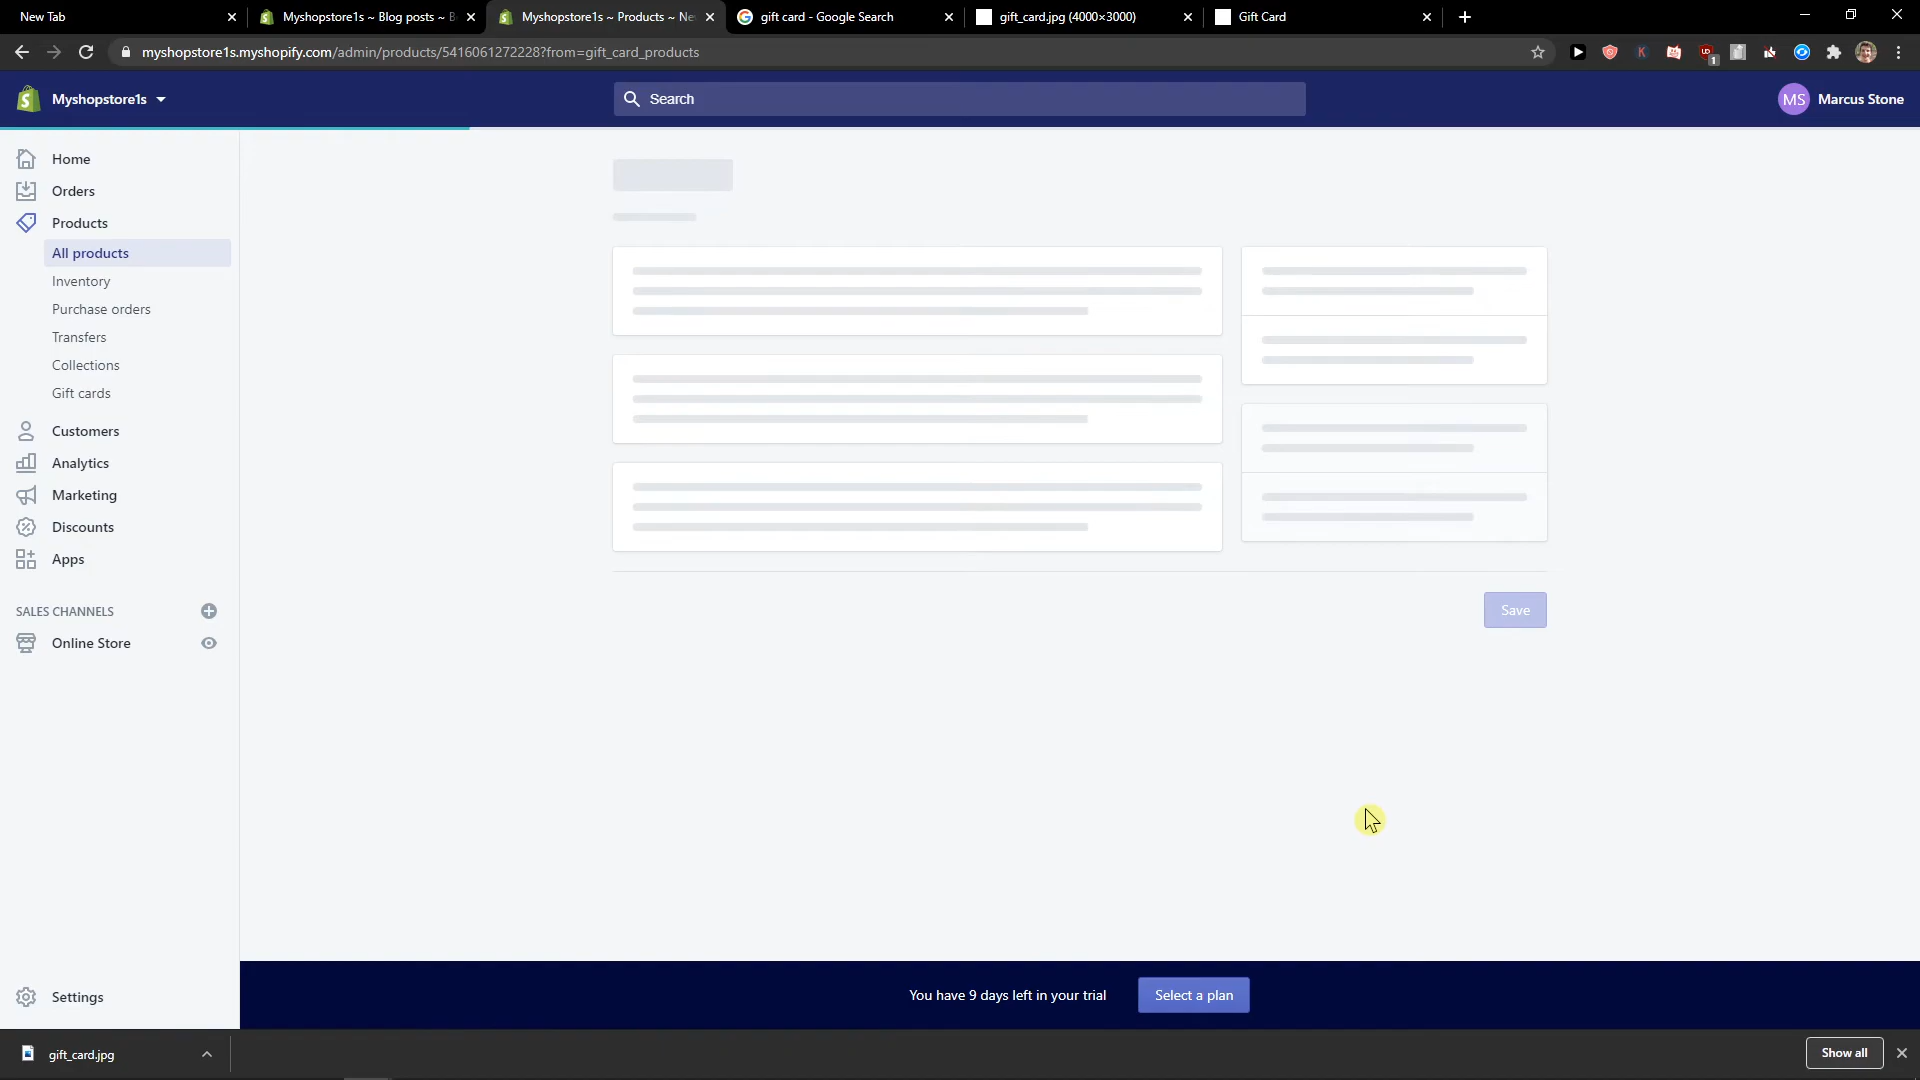 New Tab
Myshopstore1s ~ Blog posts ~ B
Myshopstore1s ~ Products ~ Ne
gift card - Google Search
gift_card.jpg (4000×3000)
Gift Card
myshopstore1s.myshopify.com/admin/products/5416061272228?from=gift_card_products
1
Myshopstore1s
Search
MS
Marcus Stone
Home
Orders
Products
All products
Inventory
Purchase orders
Transfers
Collections
Gift cards
Customers
Analytics
Marketing
Discounts
Apps
SALES CHANNELS
Online Store
Save
Settings
You have 9 days left in your trial
Select a plan
gift_card.jpg
Show all